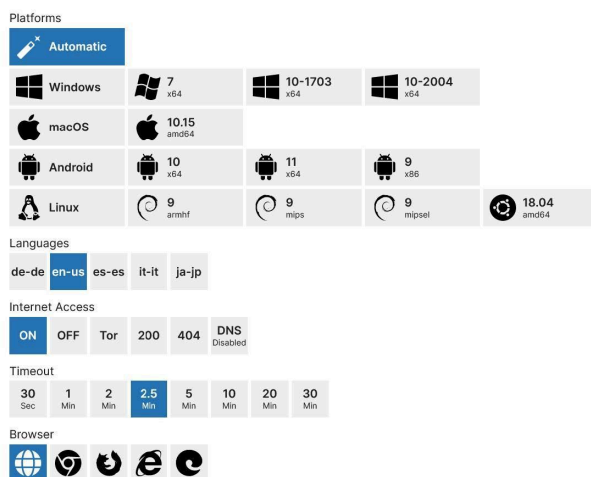 Platforms
Automatic
Windows 7 10-1703 10-2004
x64 x64 x64
macOS 10.15
amd64
Android 10 11 9
x64 x64 x86
Linux 9 9 9 18.04
armhf mips mipsel amd64
Languages
de-de en-us es-es it-it ja-jp
Internet Access
ON OFF Tor 200 404 DNS
Disabled
Timeout
30 1 2 2.5 5 10 20 30
Sec Min Min Min Min Min Min Min
Browser